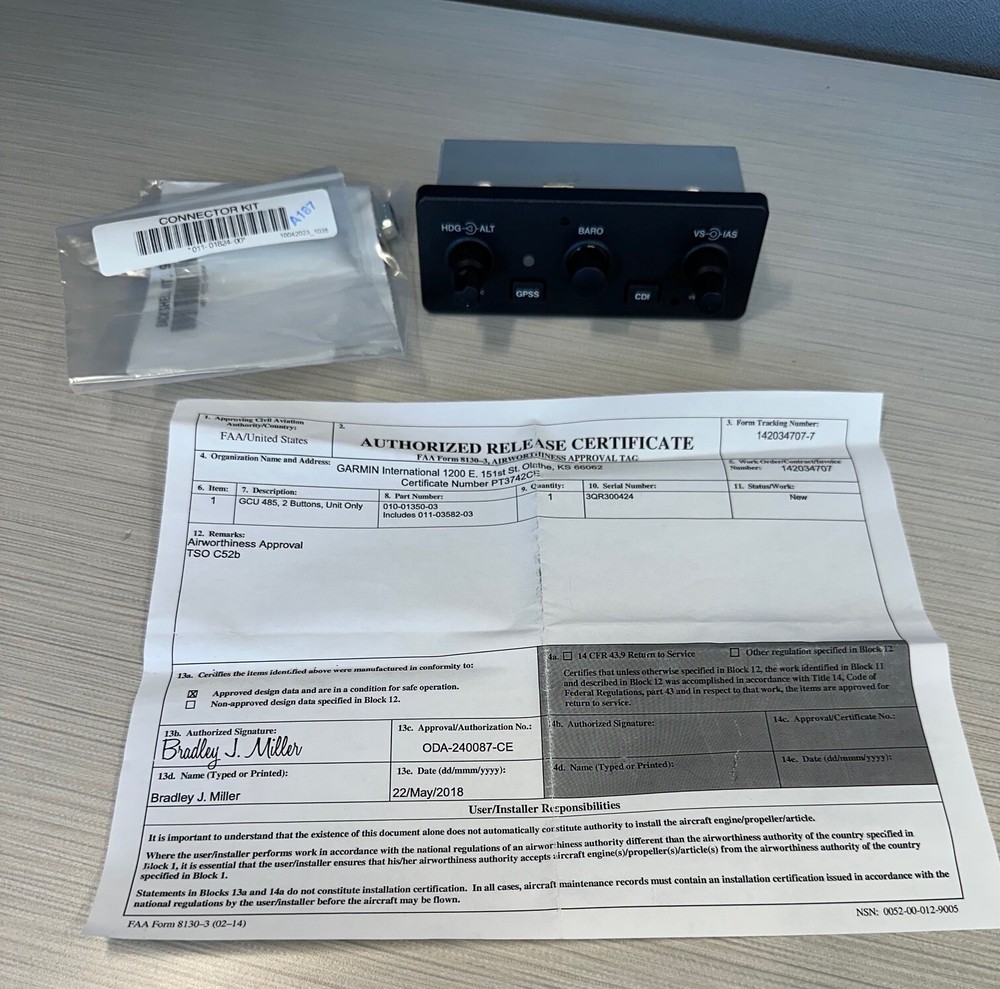 CONNECTOR KIT
A187
*011-01824-00*
10042023_1038
HDG ALT
BARO
VS IAS
GPSS
CDI
1. Approving Civil Aviation
Authority/Country:
FAA/United States
2.
AUTHORIZED RELEASE CERTIFICATE
FAA Form 8130–3, AIRWORTHINESS APPROVAL TAG
3. Form Tracking Number:
142034707-7
4. Organization Name and Address:
GARMIN International 1200 E. 151st St. Olathe, KS 66062
Certificate Number PT3742CE
5. Work Order/Contract/Invoice
Number:
142034707
6. Item:
1
7. Description:
GCU 485, 2 Buttons, Unit Only
8. Part Number:
010-01350-03
Includes 011-03582-03
9. Quantity:
1
10. Serial Number:
3QR300424
11. Status/Work:
New
12. Remarks:
Airworthiness Approval
TSO C52b
13a. Certifies the items identified above were manufactured in conformity to:
Approved design data and are in a condition for safe operation.
Non-approved design data specified in Block 12.
4a. 14 CFR 43.9 Return to Service
Other regulation specified in Block 12
Certifies that unless otherwise specified in Block 12, the work identified in Block 11
and described in Block 12 was accomplished in accordance with Title 14, Code of
Federal Regulations, part 43 and in respect to that work, the items are approved for
return to service.
13b. Authorized Signature:
Bradley J. Miller
13c. Approval/Authorization No.:
ODA-240087-CE
4b. Authorized Signature:
14c. Approval/Certificate No.:
13d. Name (Typed or Printed):
Bradley J. Miller
13e. Date (dd/mmm/yyyy):
22/May/2018
4d. Name (Typed or Printed):
14e. Date (dd/mmm/yyyy):
User/Installer Responsibilities
It is important to understand that the existence of this document alone does not automatically constitute authority to install the aircraft engine/propeller/article.
Where the user/installer performs work in accordance with the national regulations of an airworthiness authority different than the airworthiness authority of the country specified in
Block 1, it is essential that the user/installer ensures that his/her airworthiness authority accepts aircraft engine(s)/propeller(s)/article(s) from the airworthiness authority of the country
specified in Block 1.
Statements in Blocks 13a and 14a do not constitute installation certification. In all cases, aircraft maintenance records must contain an installation certification issued in accordance with the
national regulations by the user/installer before the aircraft may be flown.
FAA Form 8130–3 (02–14)
NSN: 0052-00-012-9005